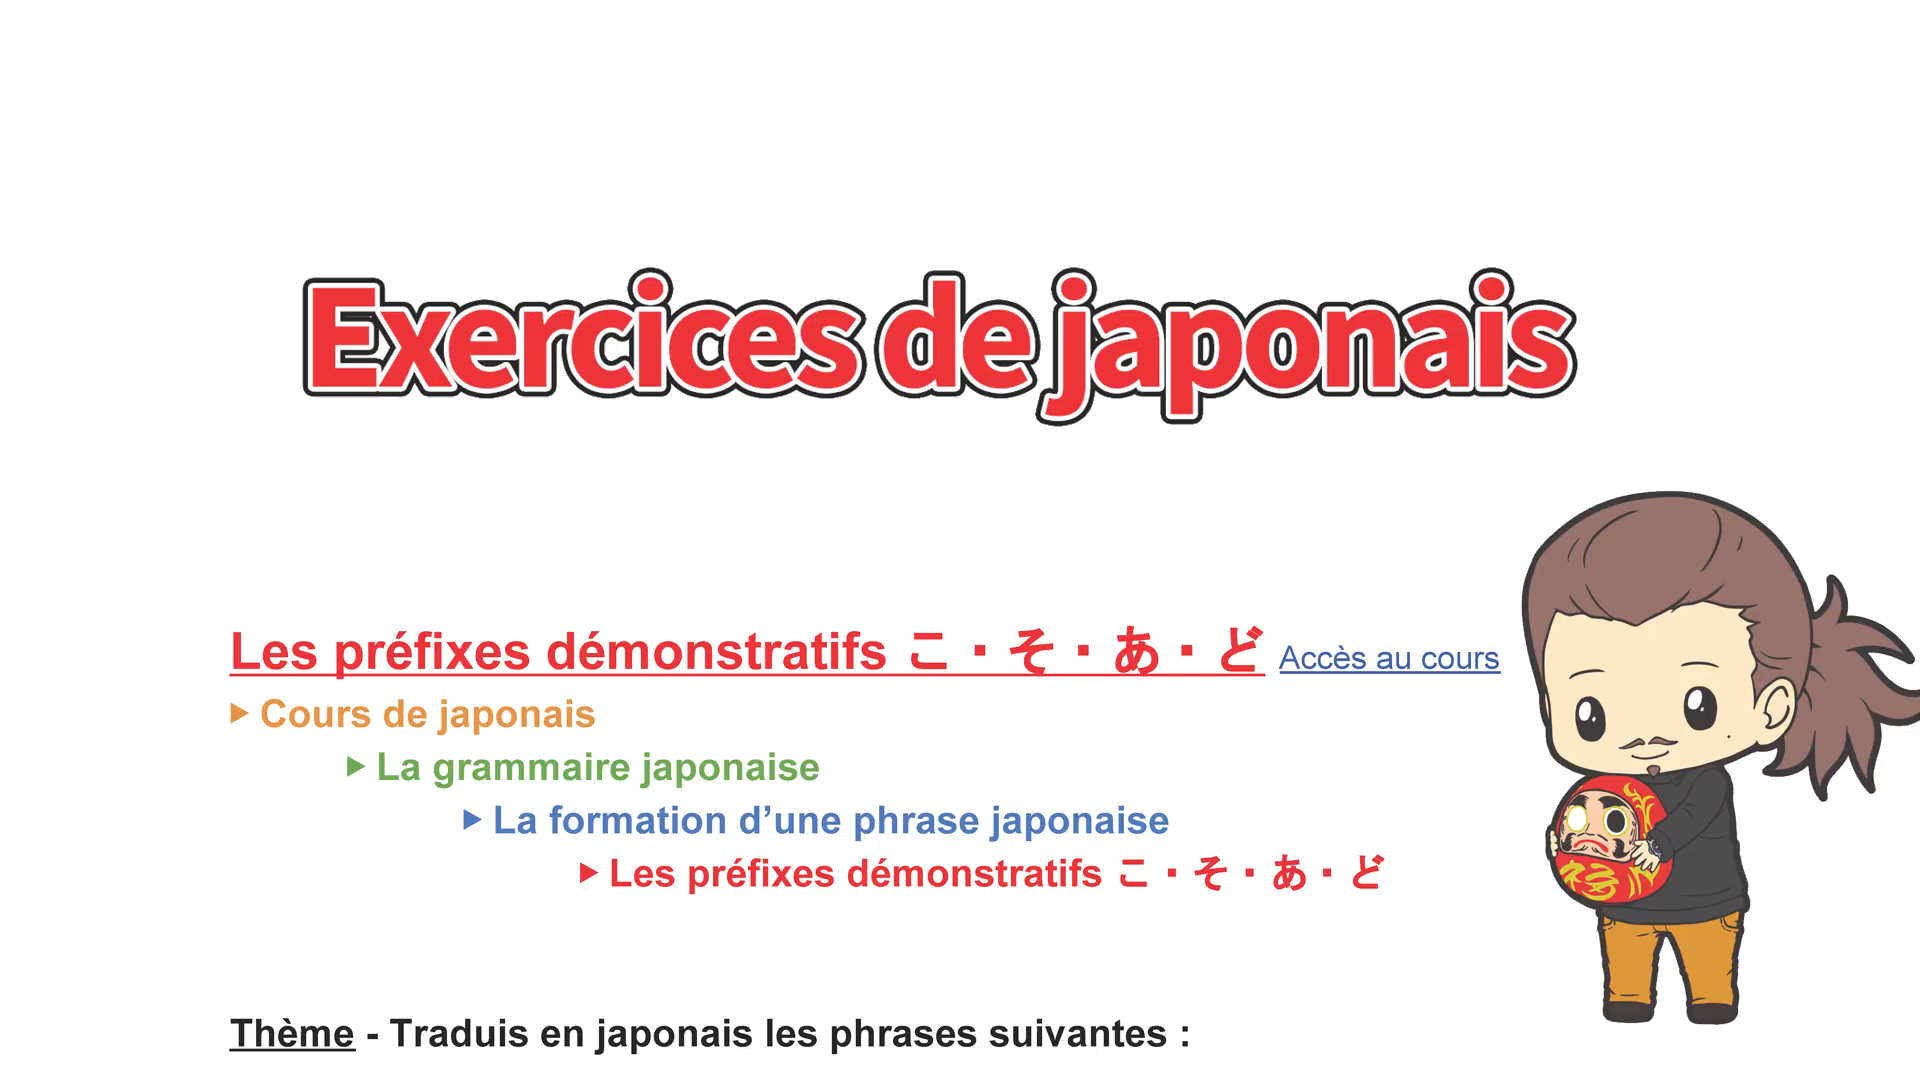 Exercices de japonais
Les préfixes démonstratifs こ・そ・あ・ど Accès au cours
▶ Cours de japonais
▶ La grammaire japonaise
▶ La formation d’une phrase japonaise
▶ Les préfixes démonstratifs こ・そ・あ・ど
Thème - Traduis en japonais les phrases suivantes :